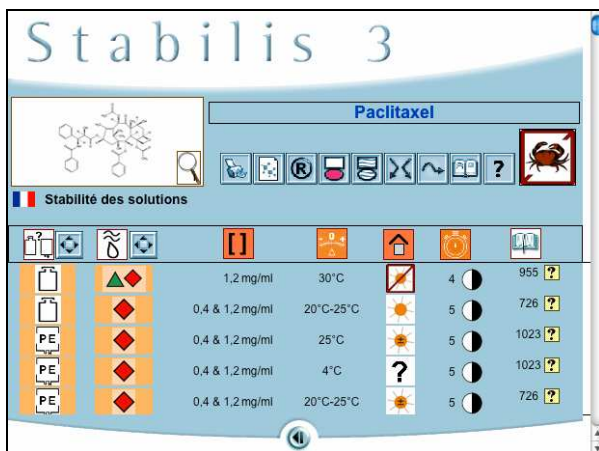 Stabilis 3
Paclitaxel
® ?
Stabilité des solutions
? [ ] 0
1,2 mg/ml 30°C 4 955 ?
0,4 & 1,2 mg/ml 20°C-25°C 5 726 ?
PE 0,4 & 1,2 mg/ml 25°C ± 5 1023 ?
PE 0,4 & 1,2 mg/ml 4°C ? 5 1023 ?
PE 0,4 & 1,2 mg/ml 20°C-25°C ± 5 726 ?